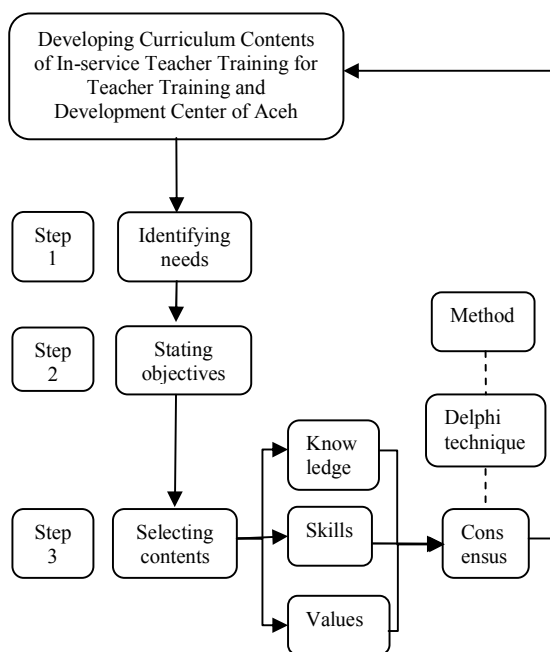 Developing Curriculum Contents
of In-service Teacher Training for
Teacher Training and
Development Center of Aceh
Step
1
Identifying
needs
Step
2
Stating
objectives
Method
Delphi
technique
Know
ledge
Step
3
Selecting
contents
Skills
Cons
ensus
Values